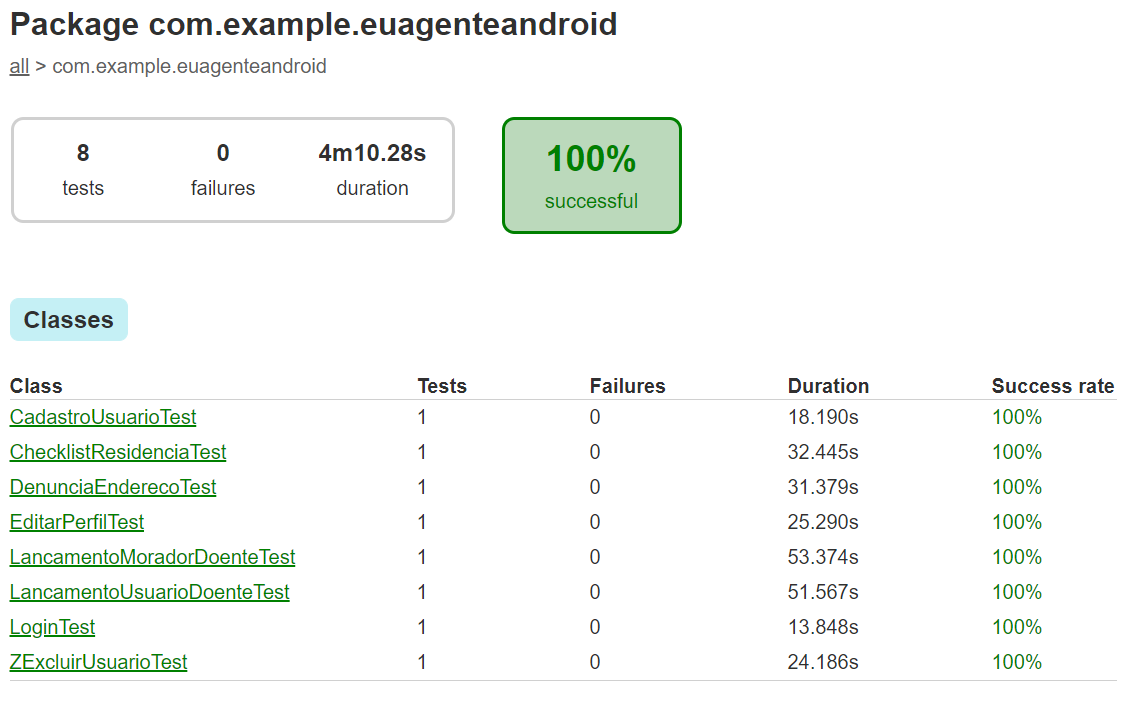 Package com.example.euagenteandroid
all > com.example.euagenteandroid
8 0 4m10.28s
tests failures duration
100%
successful
Classes
Class Tests Failures Duration Success rate
CadastroUsuarioTest 1 0 18.190s 100%
ChecklistResidenciaTest 1 0 32.445s 100%
DenunciaEnderecoTest 1 0 31.379s 100%
EditarPerfilTest 1 0 25.290s 100%
LancamentoMoradorDoenteTest 1 0 53.374s 100%
LancamentoUsuarioDoenteTest 1 0 51.567s 100%
LoginTest 1 0 13.848s 100%
ZExcluirUsuarioTest 1 0 24.186s 100%